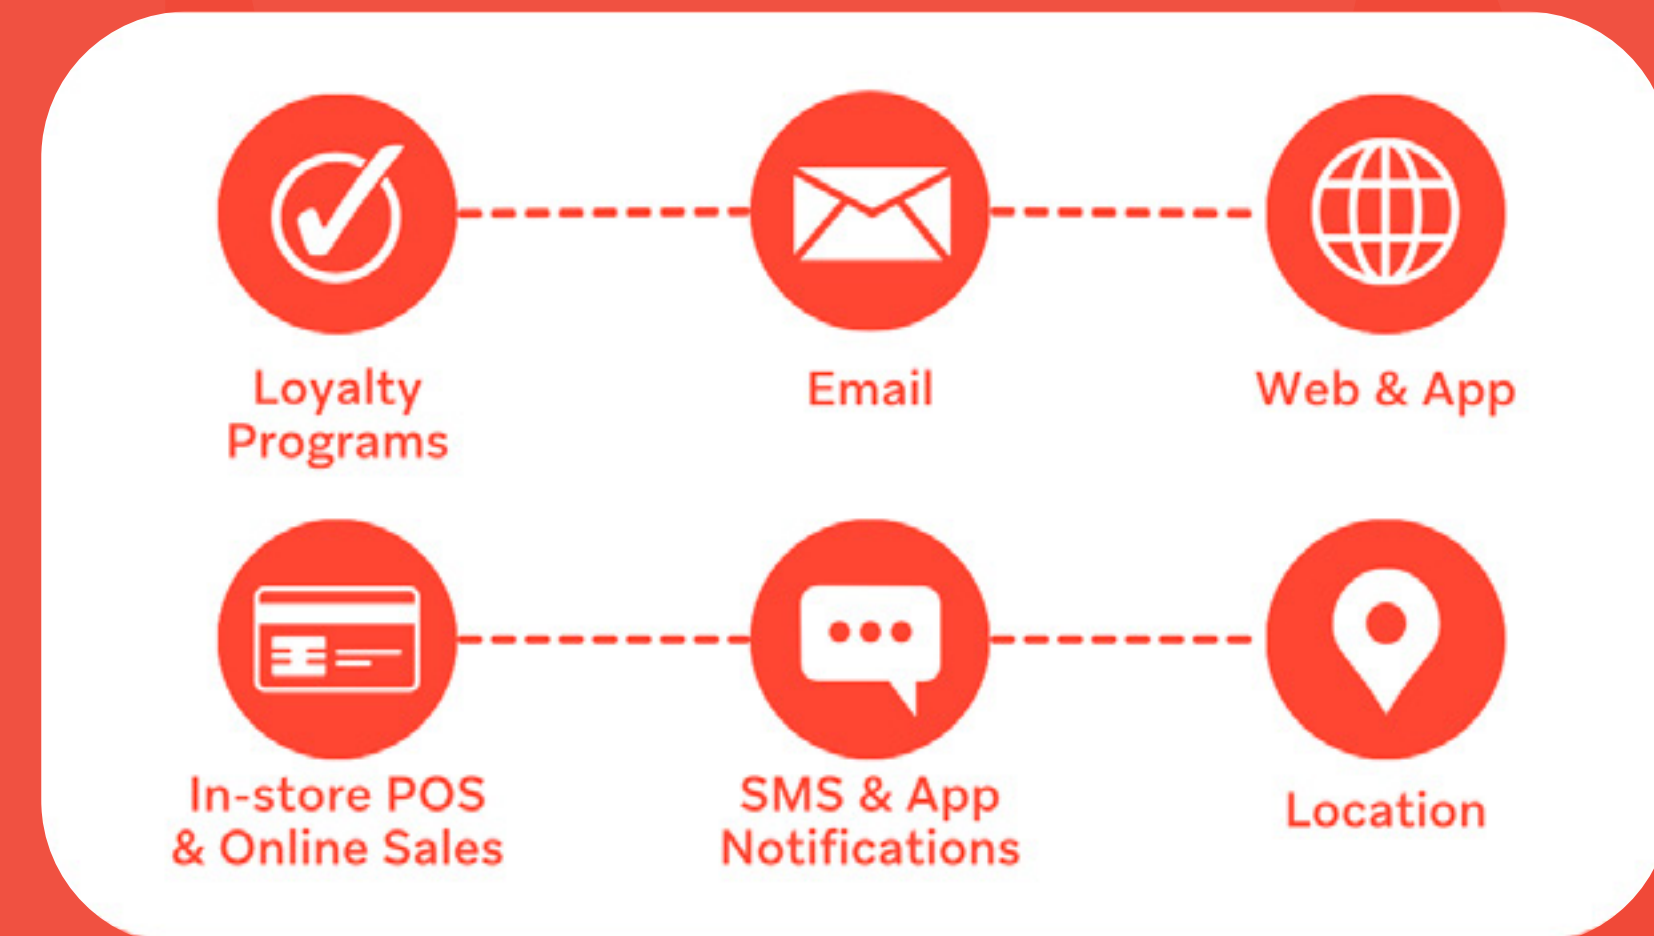 Loyalty
Programs
Email
Web & App
In-store POS
& Online Sales
SMS & App
Notifications
Location